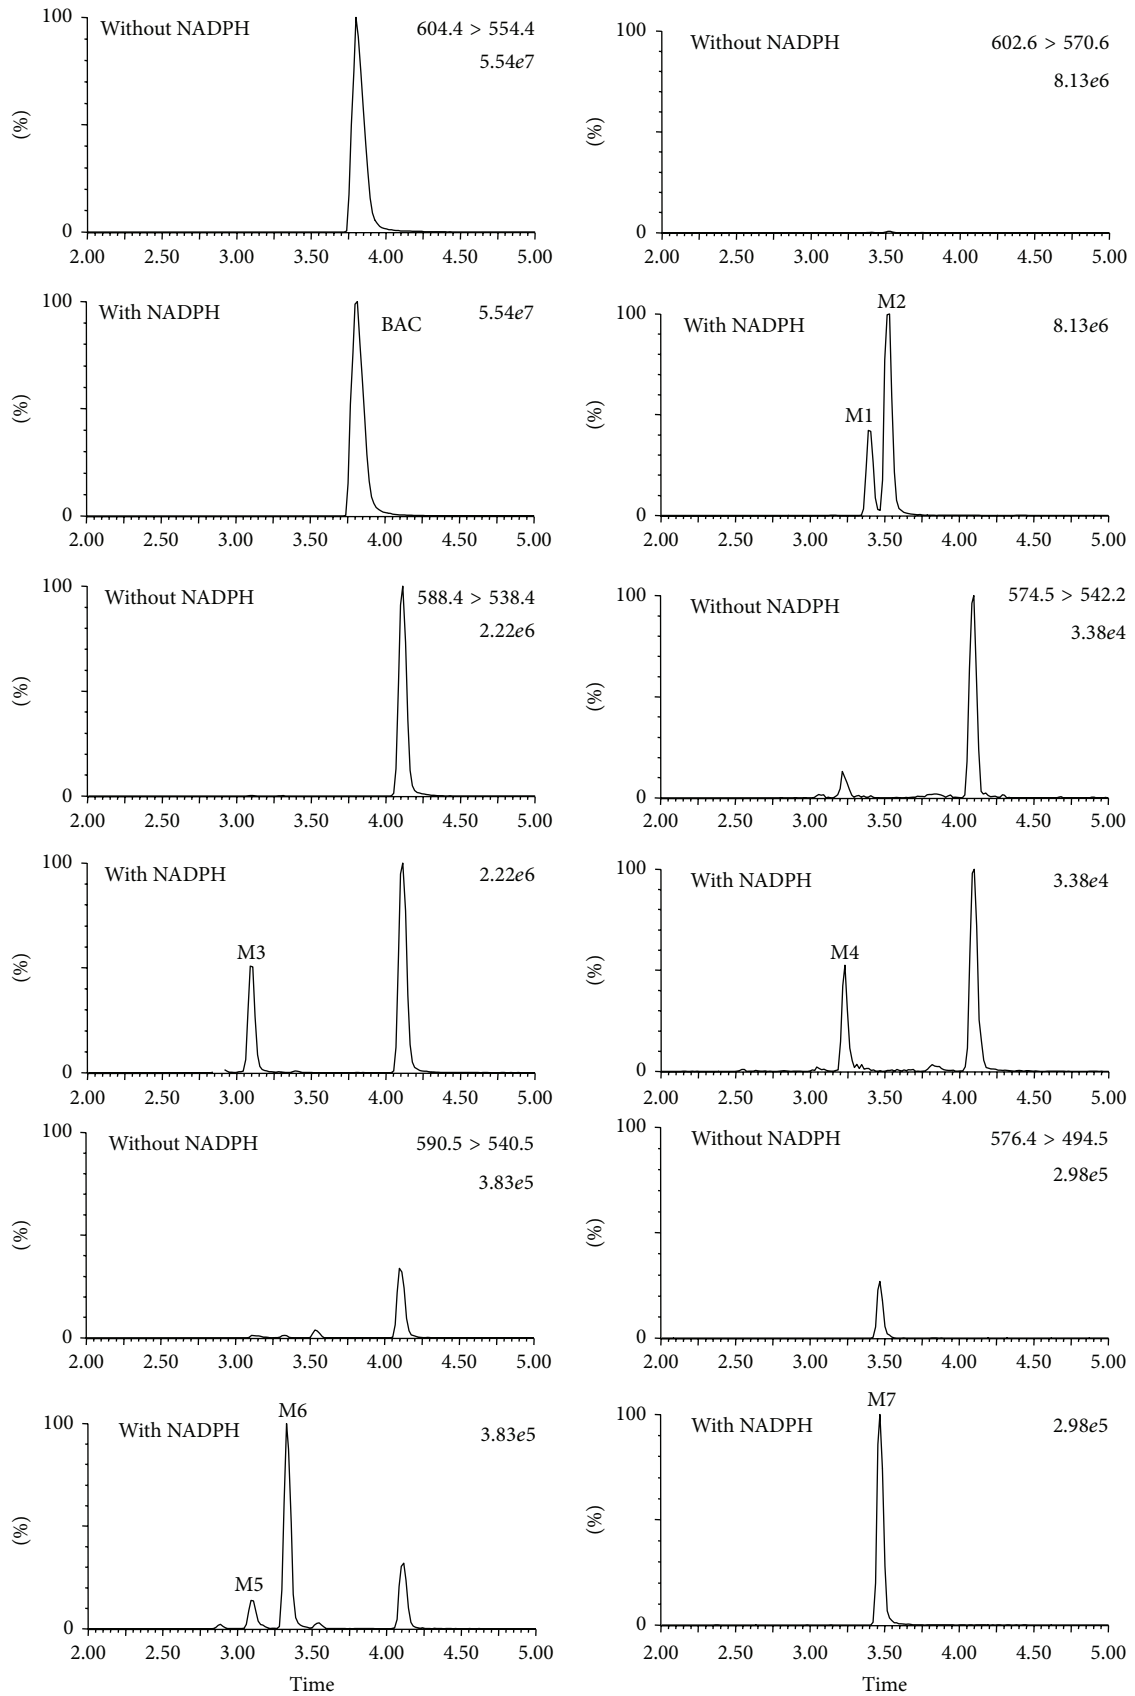 100
Without NADPH
604.4 > 554.4
5.54e7
(%)
0
2.00 2.50 3.00 3.50 4.00 4.50 5.00
100
Without NADPH
602.6 > 570.6
8.13e6
(%)
0
2.00 2.50 3.00 3.50 4.00 4.50 5.00
100
With NADPH
BAC
5.54e7
(%)
0
2.00 2.50 3.00 3.50 4.00 4.50 5.00
100
With NADPH
M1
M2
8.13e6
(%)
0
2.00 2.50 3.00 3.50 4.00 4.50 5.00
100
Without NADPH
588.4 > 538.4
2.22e6
(%)
0
2.00 2.50 3.00 3.50 4.00 4.50 5.00
100
Without NADPH
574.5 > 542.2
3.38e4
(%)
0
2.00 2.50 3.00 3.50 4.00 4.50 5.00
100
With NADPH
2.22e6
M3
(%)
0
2.00 2.50 3.00 3.50 4.00 4.50 5.00
100
With NADPH
3.38e4
M4
(%)
0
2.00 2.50 3.00 3.50 4.00 4.50 5.00
100
Without NADPH
590.5 > 540.5
3.83e5
(%)
0
2.00 2.50 3.00 3.50 4.00 4.50 5.00
100
Without NADPH
576.4 > 494.5
2.98e5
(%)
0
2.00 2.50 3.00 3.50 4.00 4.50 5.00
100
With NADPH
M6
3.83e5
M5
(%)
0
2.00 2.50 3.00 3.50 4.00 4.50 5.00
Time
100
With NADPH
M7
2.98e5
(%)
0
2.00 2.50 3.00 3.50 4.00 4.50 5.00
Time